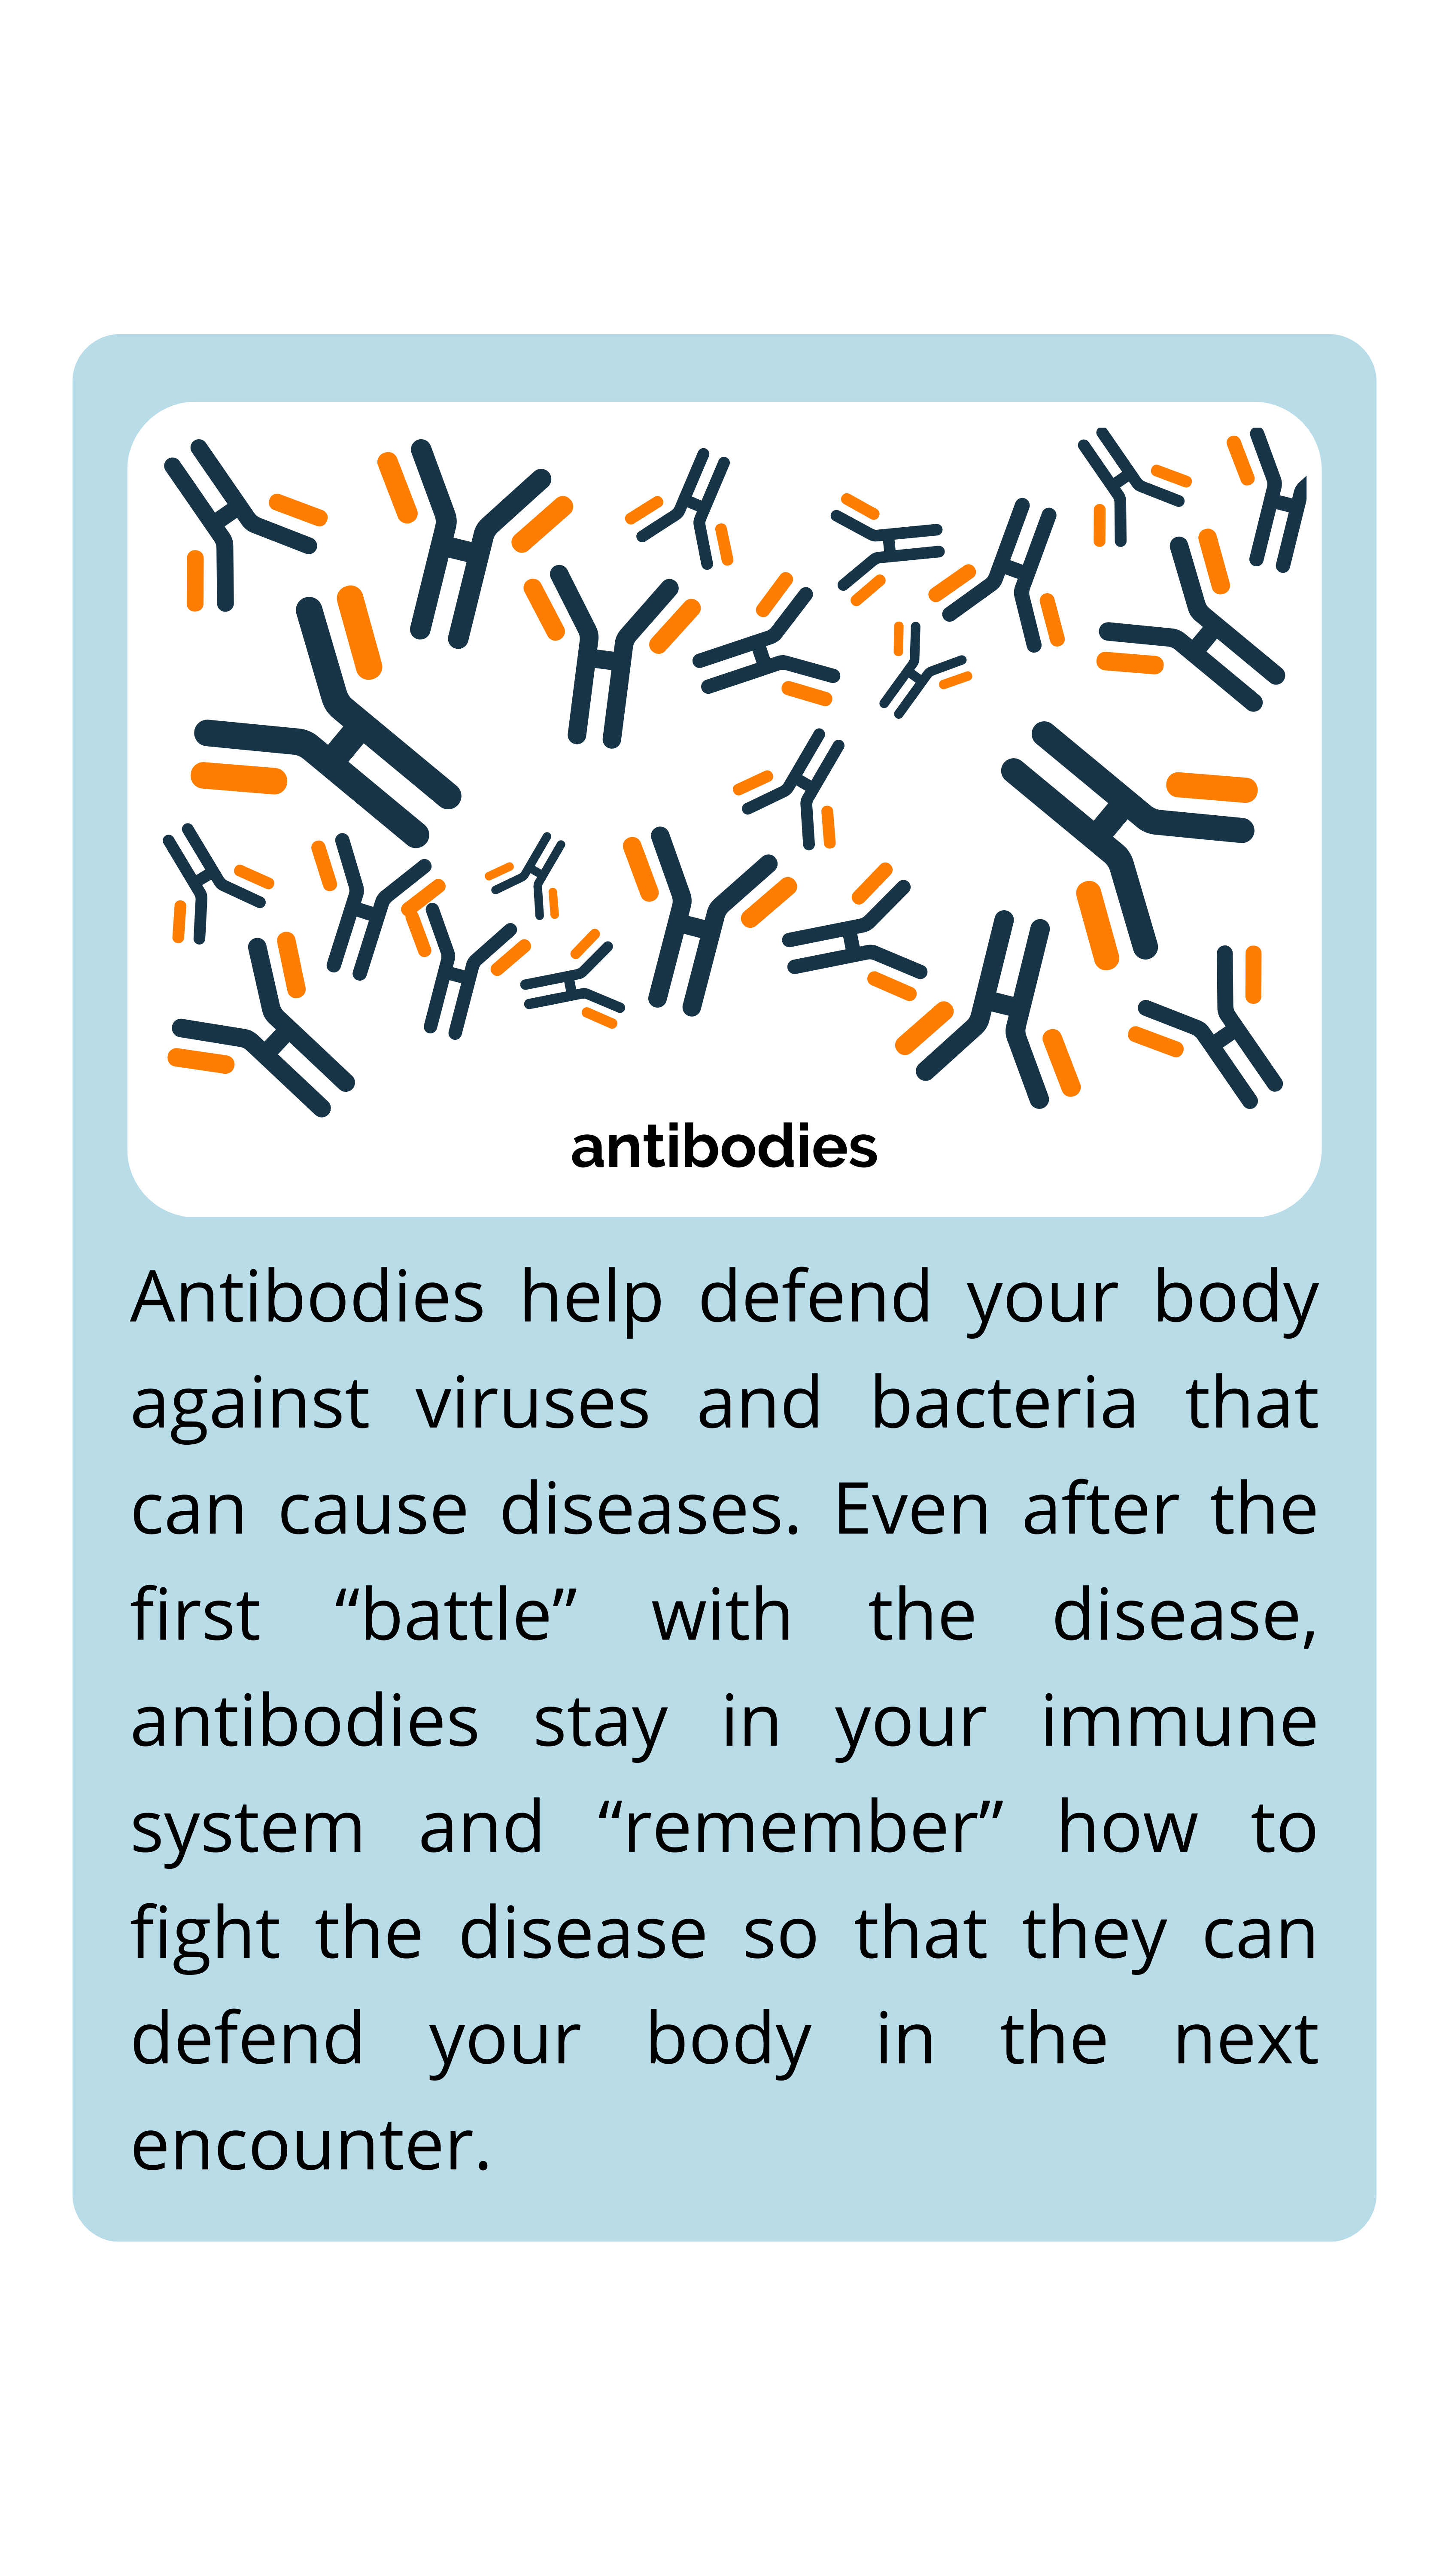 antibodies
Antibodies help defend your body
against viruses and bacteria that
can cause diseases. Even after the
first “battle” with the disease,
antibodies stay in your immune
system and “remember” how to
fight the disease so that they can
defend your body in the next
encounter.